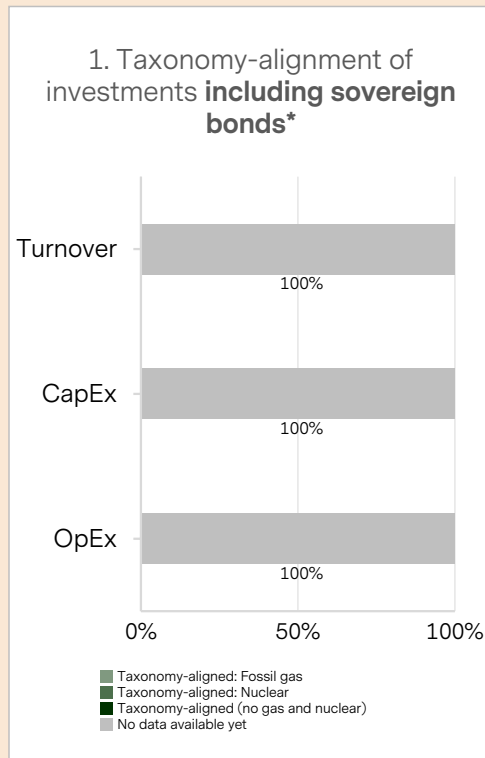 1. Taxonomy-alignment of
investments including sovereign
bonds*
Turnover
100%
CapEx
100%
OpEx
100%
0% 50% 100%
Taxonomy-aligned: Fossil gas
Taxonomy-aligned: Nuclear
Taxonomy-aligned (no gas and nuclear)
No data available yet